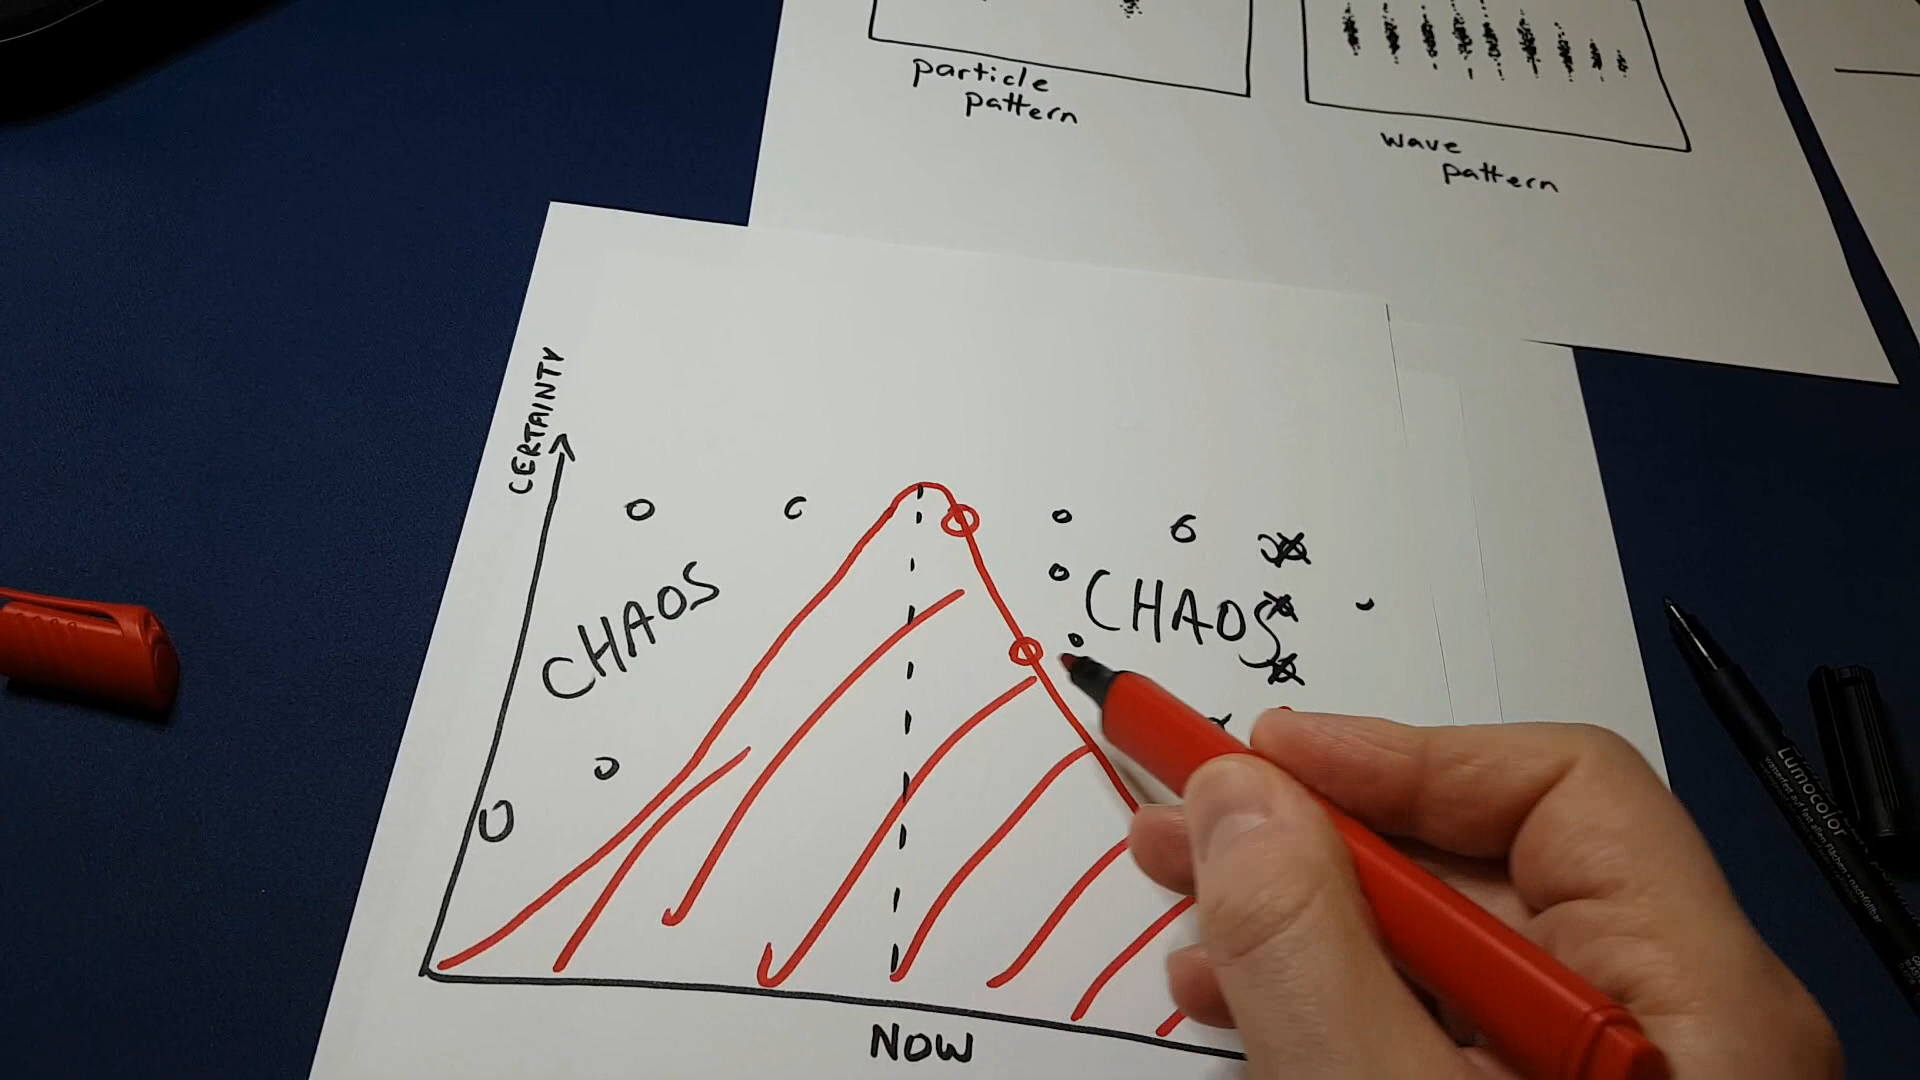 particle
pattern
wave
pattern
CERTAINTY
CHAOS
CHAOS
NOW
Lumocolor